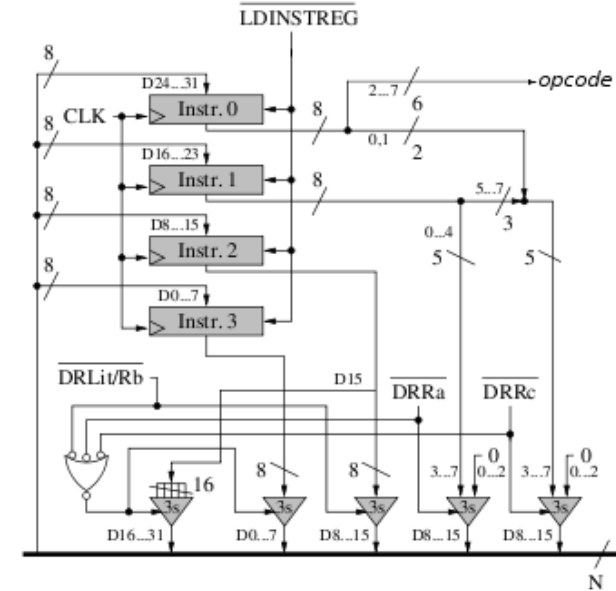 LDINSTREG
8
D24...31
Instr. 0
CLK
8
2...7
6
opcode
0,1
2
8
D16...23
Instr. 1
8
5...7
3
0...4
5
5
8
D8...15
Instr. 2
8
D0...7
Instr. 3
DRLit/Rb
D15
DRRa
DRRc
16
8
8
3...7
0
0...2
3...7
0
0...2
3s
3s
3s
3s
3s
D16...31
D0...7
D8...15
D8...15
D8...15
N